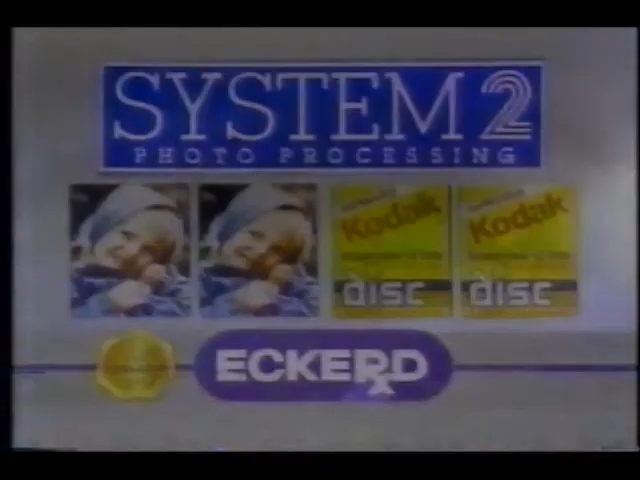 SYSTEM 2
PHOTO PROCESSING
Kodak Kodak
disc disc
ECKERD